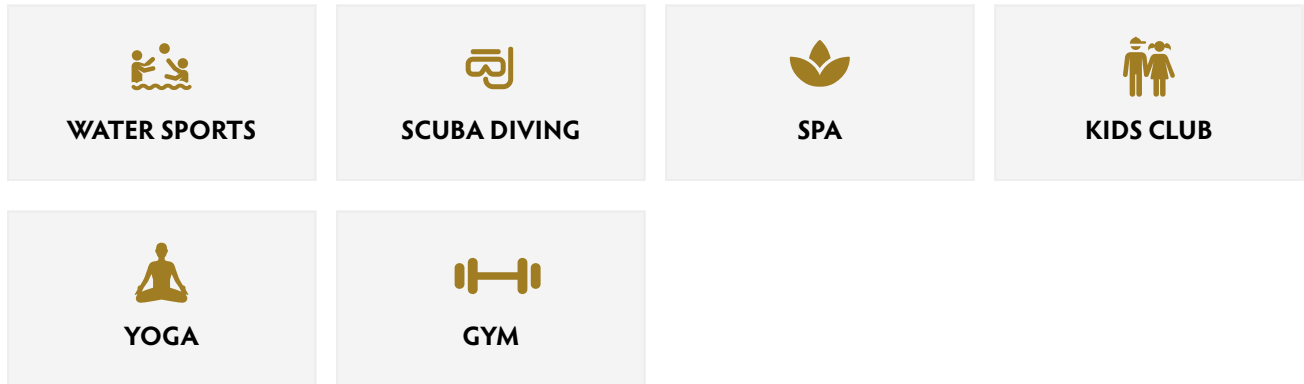 WATER SPORTS
SCUBA DIVING
SPA
KIDS CLUB
YOGA
GYM